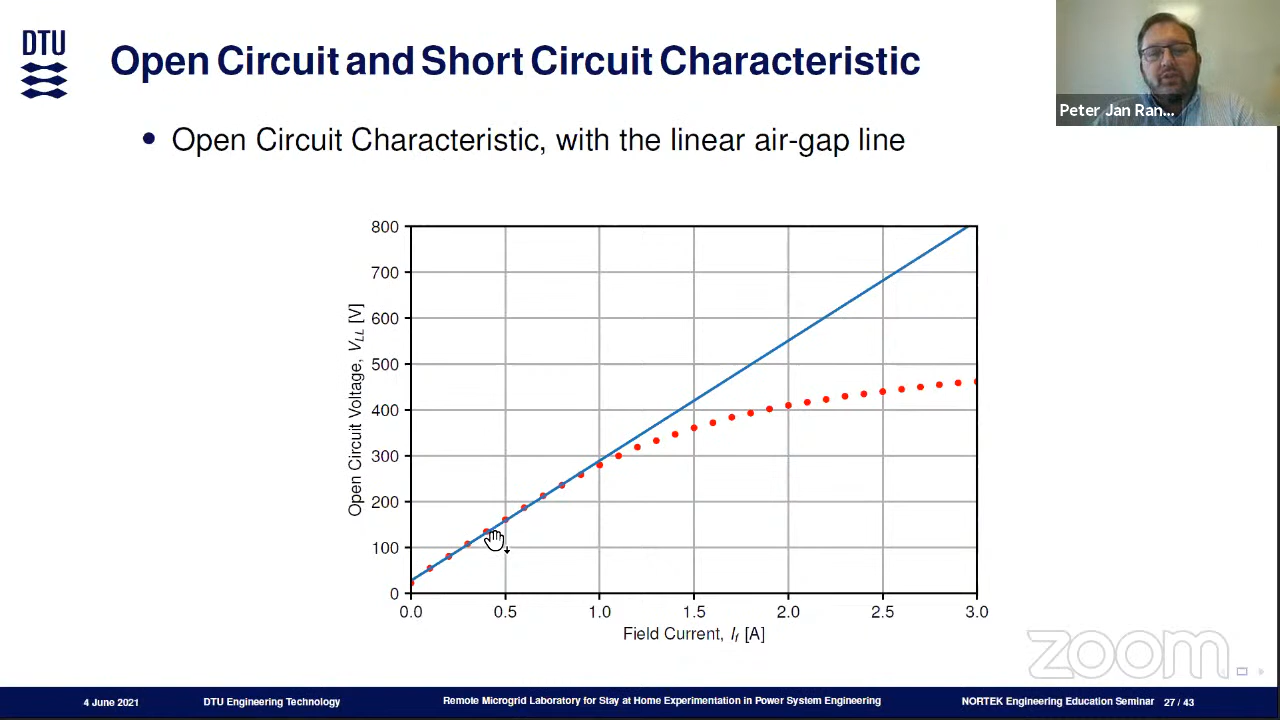 DTU
Open Circuit and Short Circuit Characteristic
Peter Jan Ran...
• Open Circuit Characteristic, with the linear air-gap line
800
700
600
500
400
300
200
100
0
Open Circuit Voltage, VLL [V]
0.0 0.5 1.0 1.5 2.0 2.5 3.0
Field Current, If [A]
zoom
4 June 2021 DTU Engineering Technology Remote Microgrid Laboratory for Stay at Home Experimentation in Power System Engineering NORTEK Engineering Education Seminar 27 / 43